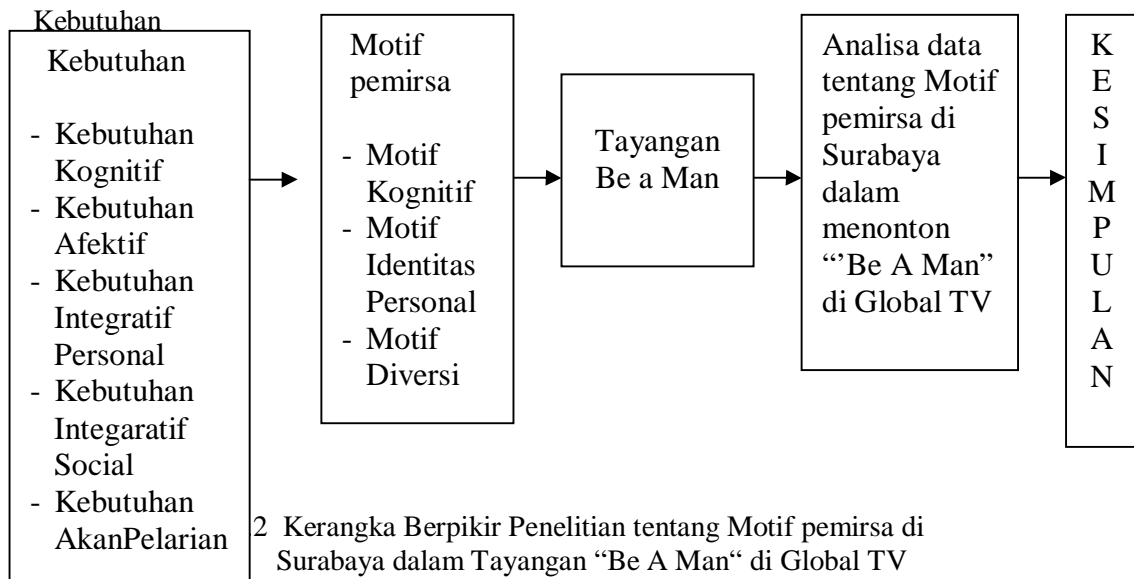 Kebutuhan
Kebutuhan
- Kebutuhan
Kognitif
- Kebutuhan
Afektif
- Kebutuhan
Integratif
Personal
- Kebutuhan
Integaratif
Social
- Kebutuhan
AkanPelarian
Motif
pemirsa
- Motif
Kognitif
- Motif
Identitas
Personal
- Motif
Diversi
Tayangan
Be a Man
Analisa data
tentang Motif
pemirsa di
Surabaya
dalam
menonton
“’Be A Man”
di Global TV
K
E
S
I
M
P
U
L
A
N
.2 Kerangka Berpikir Penelitian tentang Motif pemirsa di
Surabaya dalam Tayangan “Be A Man“ di Global TV